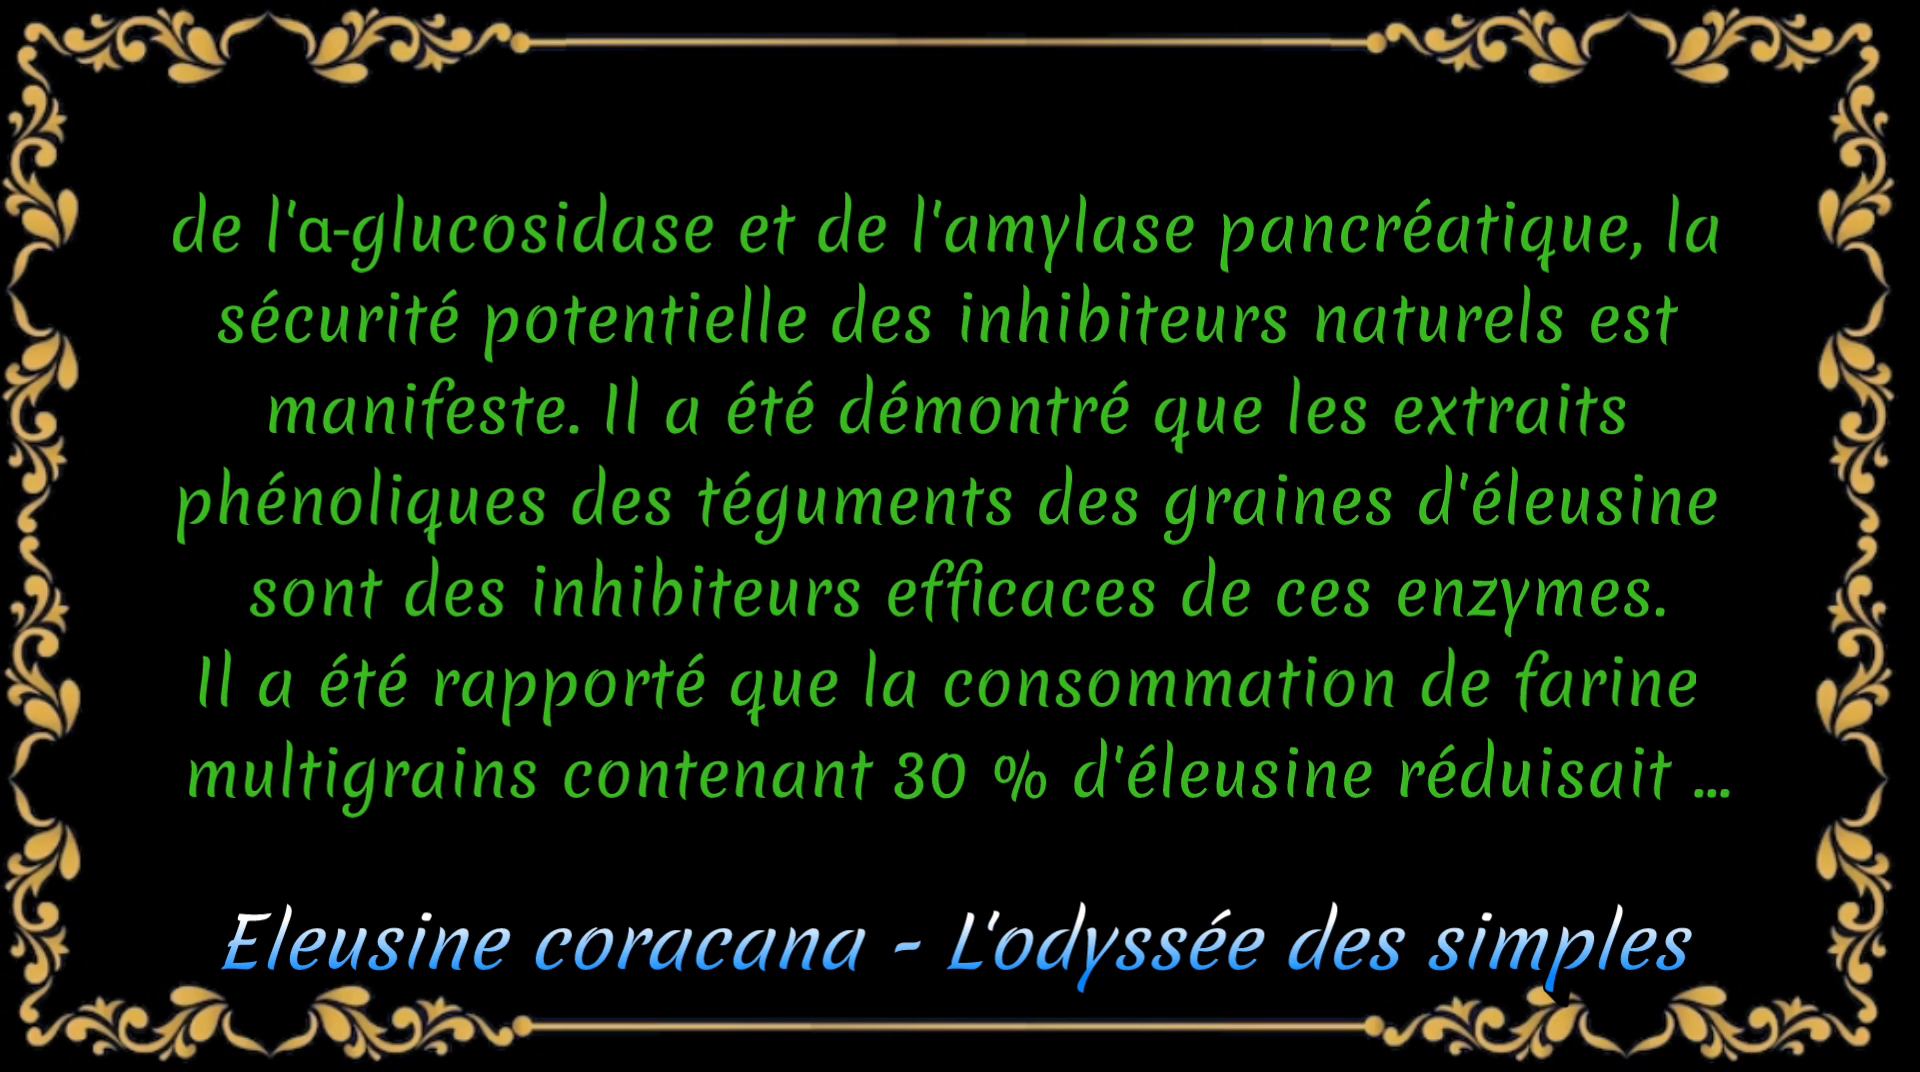 de l'α-glucosidase et de l'amylase pancréatique, la
sécurité potentielle des inhibiteurs naturels est
manifeste. Il a été démontré que les extraits
phénoliques des téguments des graines d'éleusine
sont des inhibiteurs efficaces de ces enzymes.
Il a été rapporté que la consommation de farine
multigrains contenant 30 % d'éleusine réduisait ...
Eleusine coracana - L'odyssée des simples